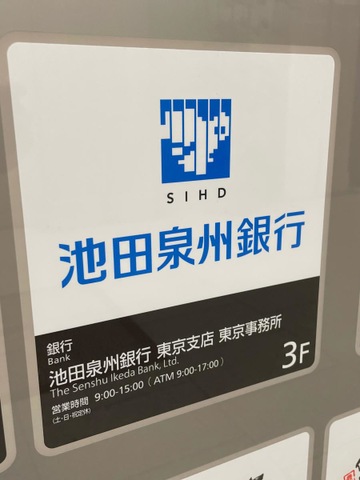 SIHD
池田泉州銀行
銀行
Bank
池田泉州銀行 東京支店 東京事務所
The Senshu Ikeda Bank, Ltd.
3F
営業時間 9:00-15:00（ATM 9:00-17:00）
(土・日・祝定休)